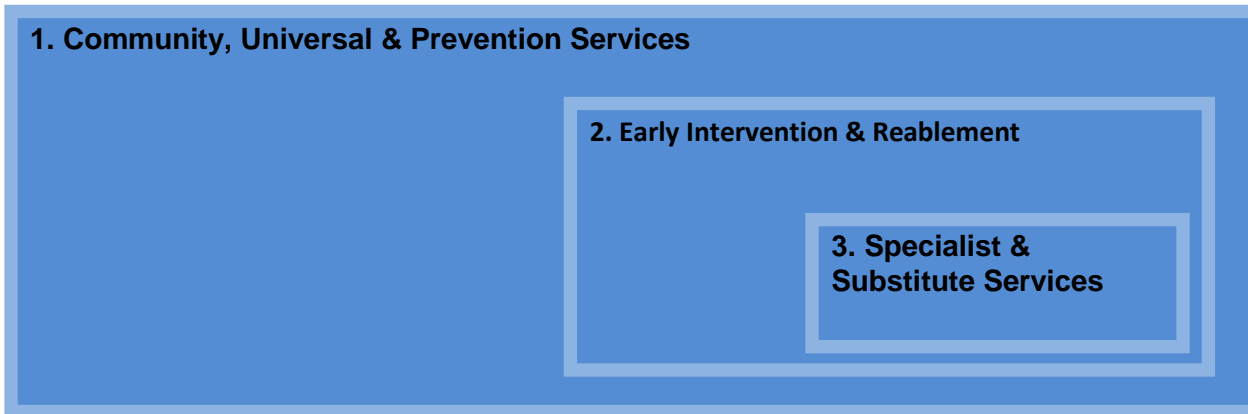 1. Community, Universal & Prevention Services
2. Early Intervention & Reablement
3. Specialist &
Substitute Services